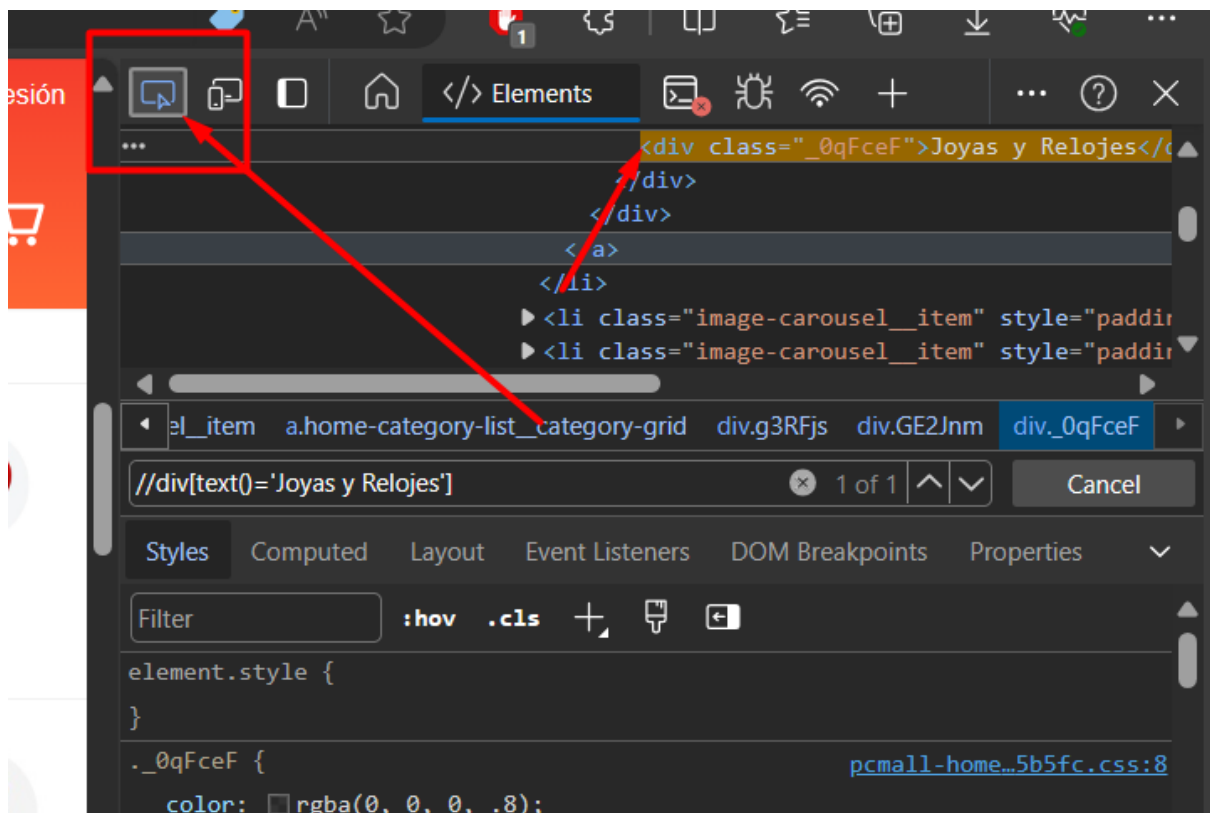 1
esión
</> Elements
<div class="_0qFceF">Joyas y Relojes</
</div>
</div>
</a>
</li>
<li class="image-carousel__item" style="paddin
<li class="image-carousel__item" style="paddin
el__item a.home-category-list__category-grid div.g3RFjs div.GE2Jnm div._0qFceF
//div[text()='Joyas y Relojes'] 1 of 1 Cancel
Styles Computed Layout Event Listeners DOM Breakpoints Properties
Filter :hov .cls
element.style {
}
._0qFceF { pcmall-home…5b5fc.css:8
color: rgba(0, 0, 0, .8);